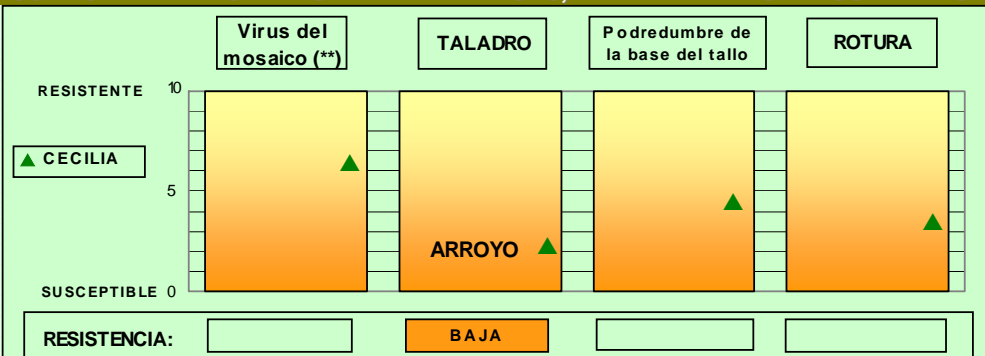 Virus del
mosaico (**)
TALADRO
Podredumbre de
la base del tallo
ROTURA
RESISTENTE 10
CECILIA
5
ARROYO
SUSCEPTIBLE 0
RESISTENCIA: BAJA